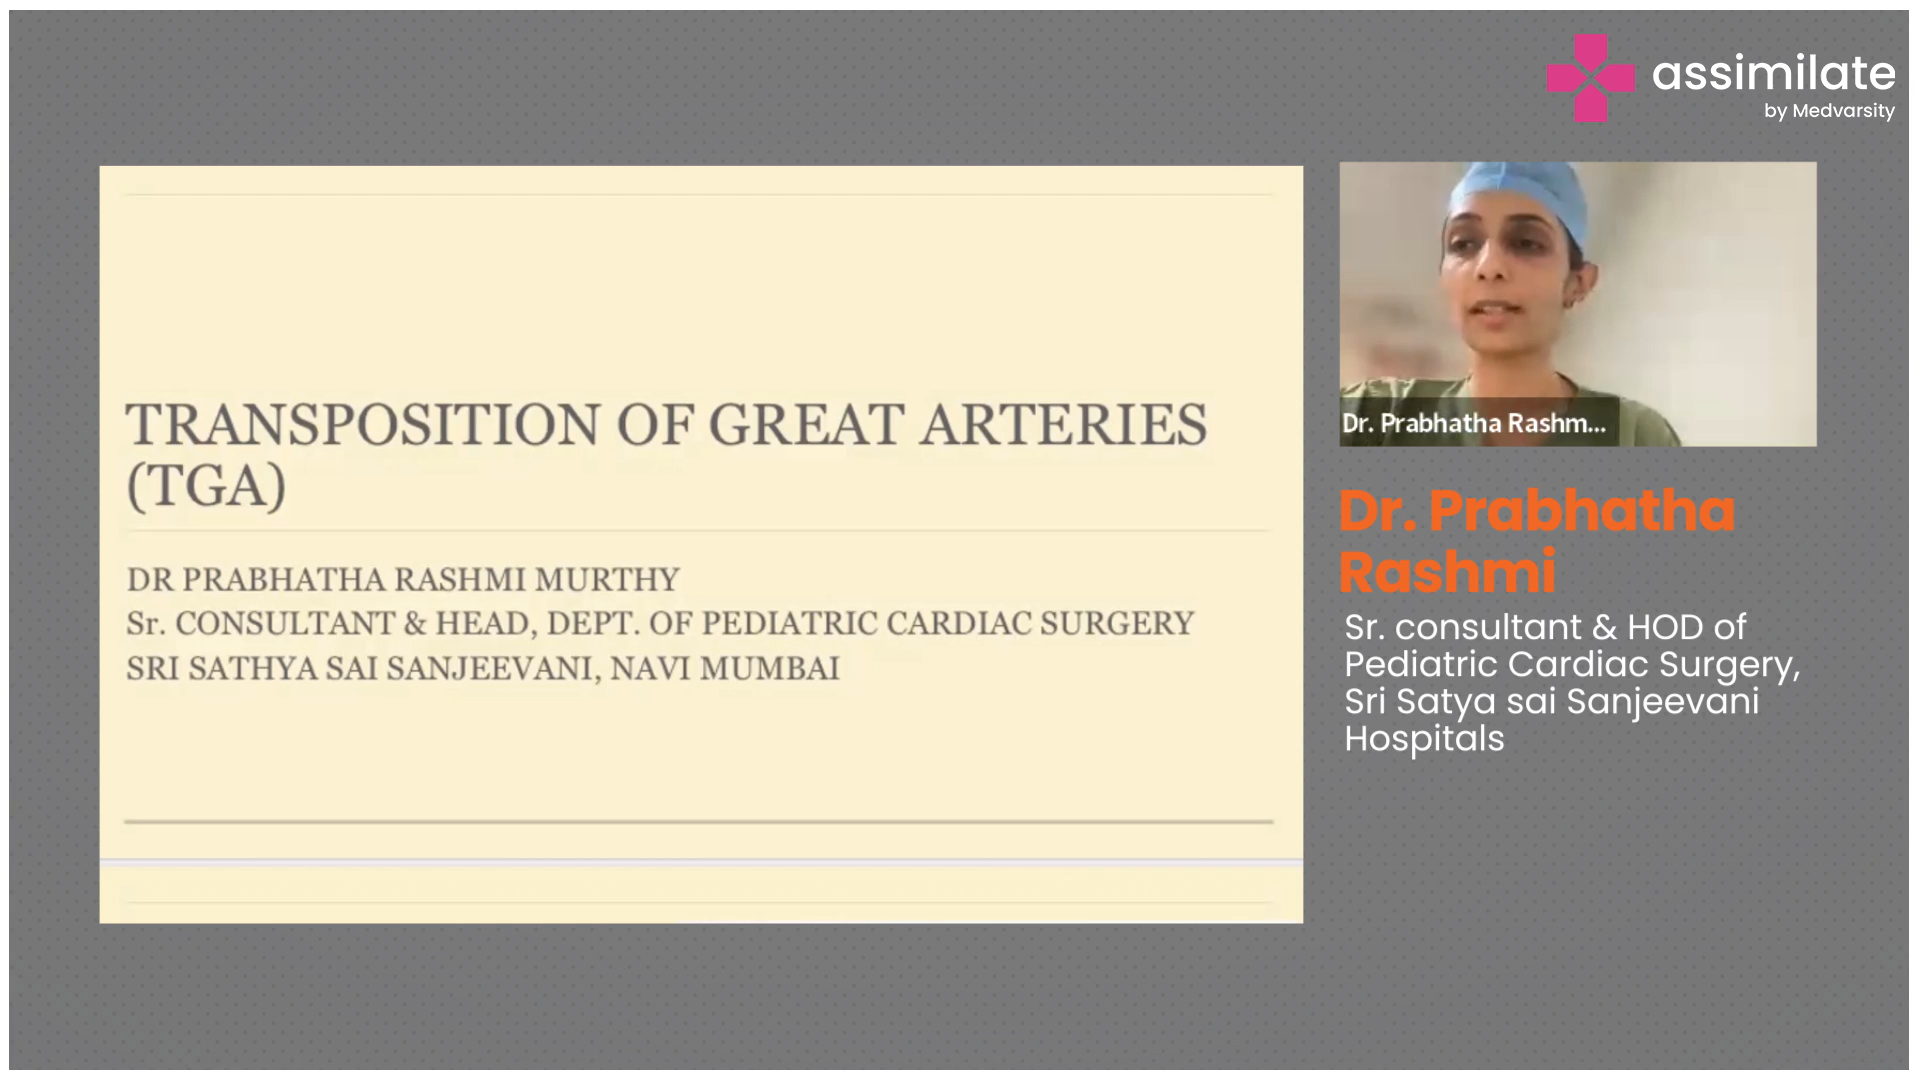 assimilate
by Medvarsity
TRANSPOSITION OF GREAT ARTERIES
(TGA)
DR PRABHATHA RASHMI MURTHY
Sr. CONSULTANT & HEAD, DEPT. OF PEDIATRIC CARDIAC SURGERY
SRI SATHYA SAI SANJEEVANI, NAVI MUMBAI
Dr. Prabhatha Rashm...
Dr. Prabhatha
Rashmi
Sr. consultant & HOD of
Pediatric Cardiac Surgery,
Sri Satya sai Sanjeevani
Hospitals